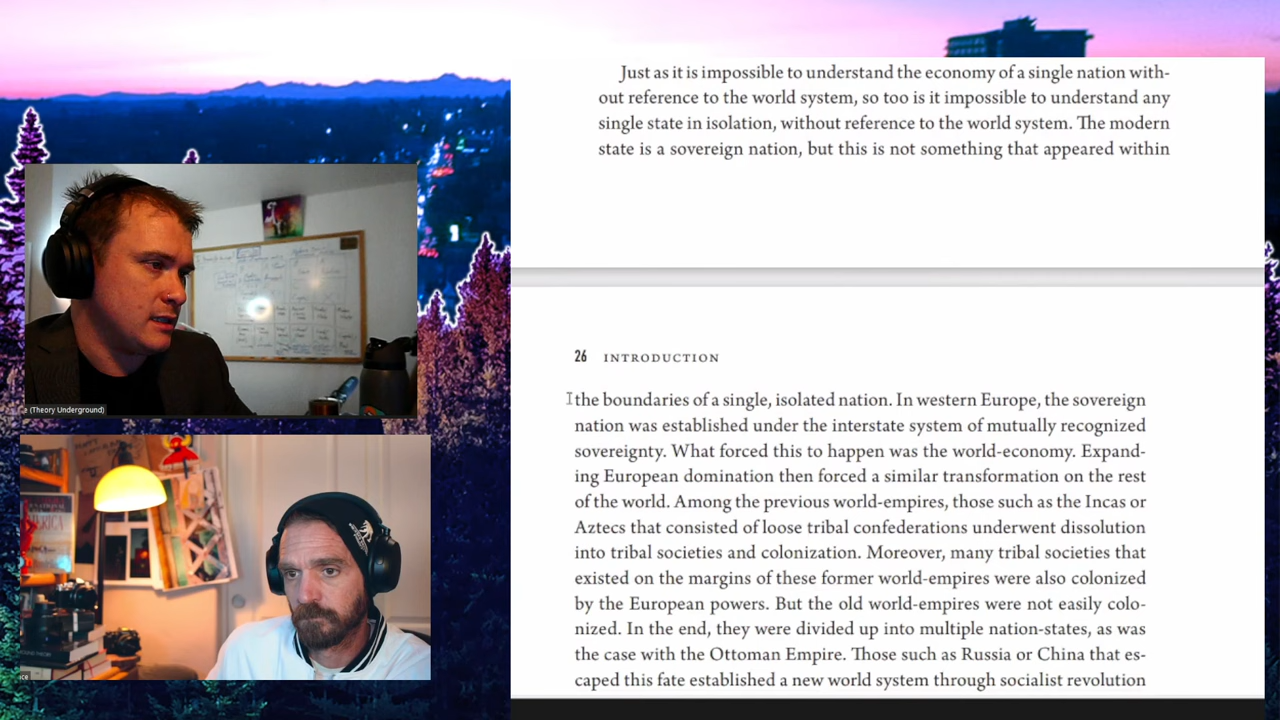 Just as it is impossible to understand the economy of a single nation with-
out reference to the world system, so too is it impossible to understand any
single state in isolation, without reference to the world system. The modern
state is a sovereign nation, but this is not something that appeared within
26 INTRODUCTION
the boundaries of a single, isolated nation. In western Europe, the sovereign
nation was established under the interstate system of mutually recognized
sovereignty. What forced this to happen was the world-economy. Expand-
ing European domination then forced a similar transformation on the rest
of the world. Among the previous world-empires, those such as the Incas or
Aztecs that consisted of loose tribal confederations underwent dissolution
into tribal societies and colonization. Moreover, many tribal societies that
existed on the margins of these former world-empires were also colonized
by the European powers. But the old world-empires were not easily colo-
nized. In the end, they were divided up into multiple nation-states, as was
the case with the Ottoman Empire. Those such as Russia or China that es-
caped this fate established a new world system through socialist revolution
e (Theory Underground)